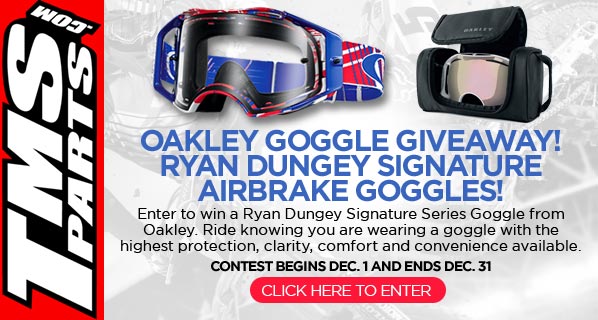 TMS
PARTS
.COM
OAKLEY
OAKLEY GOGGLE GIVEAWAY!
RYAN DUNGEY SIGNATURE
AIRBRAKE GOGGLES!
Enter to win a Ryan Dungey Signature Series Goggle from
Oakley. Ride knowing you are wearing a goggle with the
highest protection, clarity, comfort and convenience available.
CONTEST BEGINS DEC. 1 AND ENDS DEC. 31
CLICK HERE TO ENTER